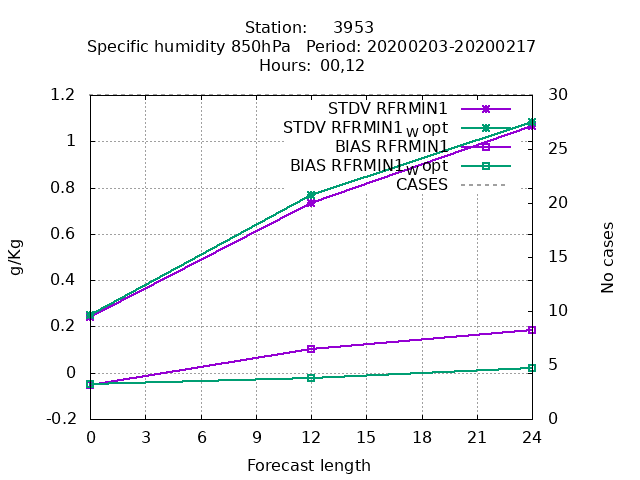 Station: 3953
Specific humidity 850hPa Period: 20200203-20200217
Hours: 00,12
1.2 30
STDV RFRMIN1
STDV RFRMIN1_w opt
BIAS RFRMIN1
BIAS RFRMIN1_w opt
CASES
1
0.8
0.6
0.4
0.2
0
-0.2
25
20
15
10
5
0
g/Kg
No cases
0 3 6 9 12 15 18 21 24
Forecast length